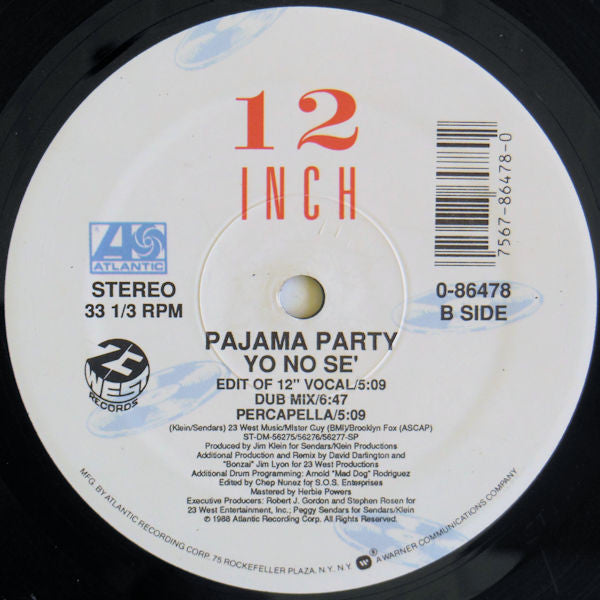 12
INCH
7567-86478-0
ATLANTIC
STEREO
33 1/3 RPM
0-86478
B SIDE
23
WEST
RECORDS
PAJAMA PARTY
YO NO SE'
EDIT OF 12" VOCAL/5:09
DUB MIX/6:47
PERCAPELLA/5:09
(Klein/Sendars) 23 West Music/Mister Guy (BMI)/Brooklyn Fox (ASCAP)
ST-DM-56275/56276/56277-SP
Produced by Jim Klein for Sendars/Klein Productions
Additional Production and Remix by David Darlington and
"Bonzai" Jim Lyon for 23 West Productions
Additional Drum Programming: Arnold "Mad Dog" Rodriguez
Edited by Chep Nunez for S.O.S. Enterprises
Mastered by Herbie Powers
Executive Producers: Robert J. Gordon and Stephen Rosen for
23 West Entertainment, Inc.; Peggy Sendars for Sendars/Klein
© 1988 Atlantic Recording Corp. All Rights Reserved.
MFG. BY ATLANTIC RECORDING CORP. 75 ROCKEFELLER PLAZA, N.Y. N.Y. W ® A WARNER COMMUNICATIONS COMPANY